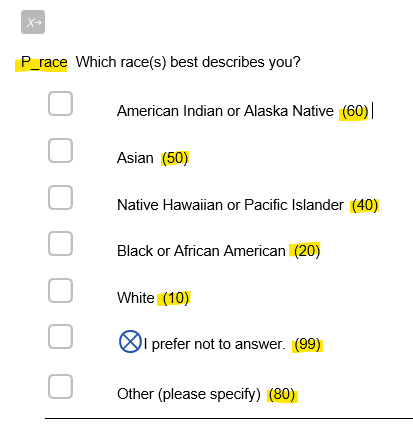 X→
P_race Which race(s) best describes you?
American Indian or Alaska Native (60)
Asian (50)
Native Hawaiian or Pacific Islander (40)
Black or African American (20)
White (10)
I prefer not to answer. (99)
Other (please specify) (80)